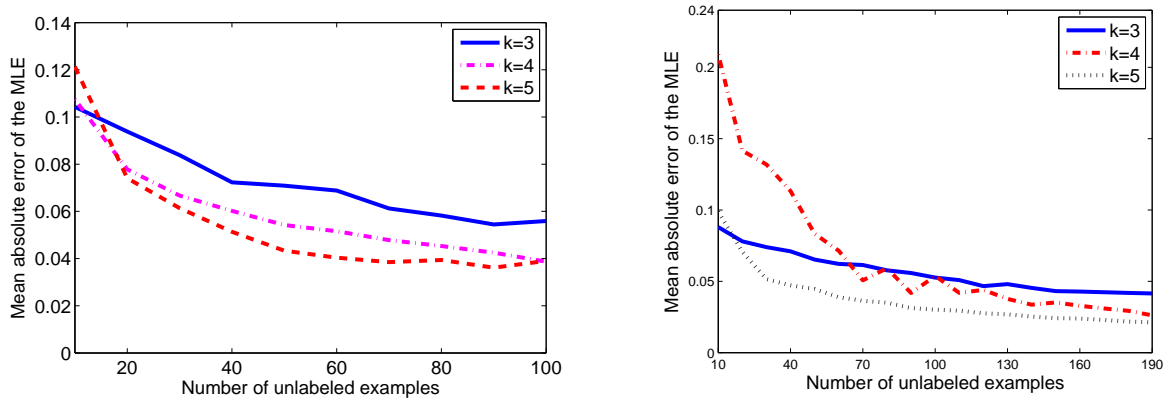 Mean absolute error of the MLE
0.14
0.12
0.1
0.08
0.06
0.04
0.02
0
20
40
60
80
100
Number of unlabeled examples
k=3
k=4
k=5
Mean absolute error of the MLE
0.24
0.2
0.15
0.1
0.05
0
10
40
70
100
130
160
190
Number of unlabeled examples
k=3
k=4
k=5